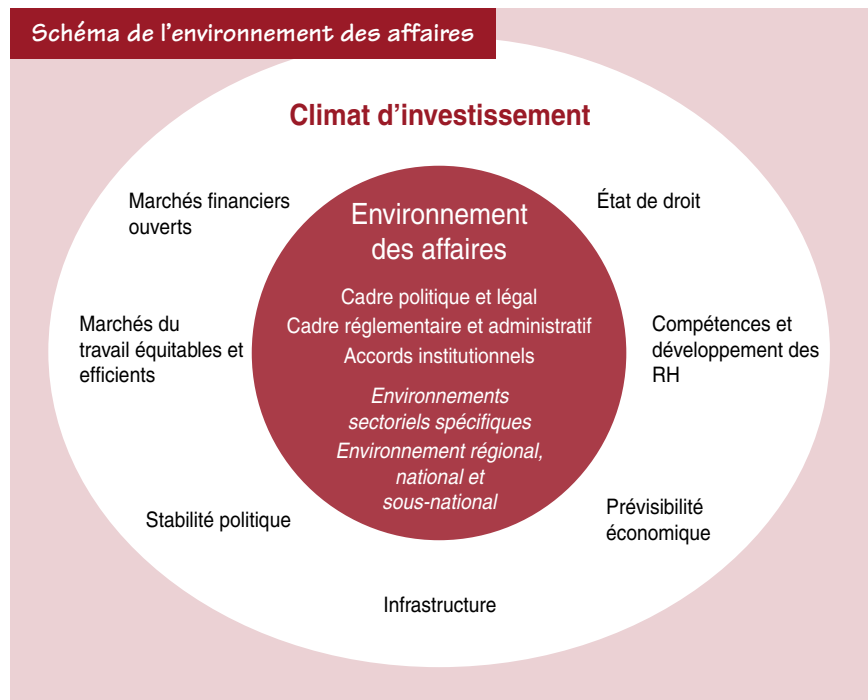 Schéma de l'environnement des affaires
Climat d'investissement
Marchés financiers
ouverts
État de droit
Environnement
des affaires
Cadre politique et légal
Cadre réglementaire et administratif
Accords institutionnels
Environnements
sectoriels spécifiques
Environnement régional,
national et
sous-national
Marchés du
travail équitables et
efficients
Compétences et
développement des
RH
Stabilité politique
Prévisibilité
économique
Infrastructure